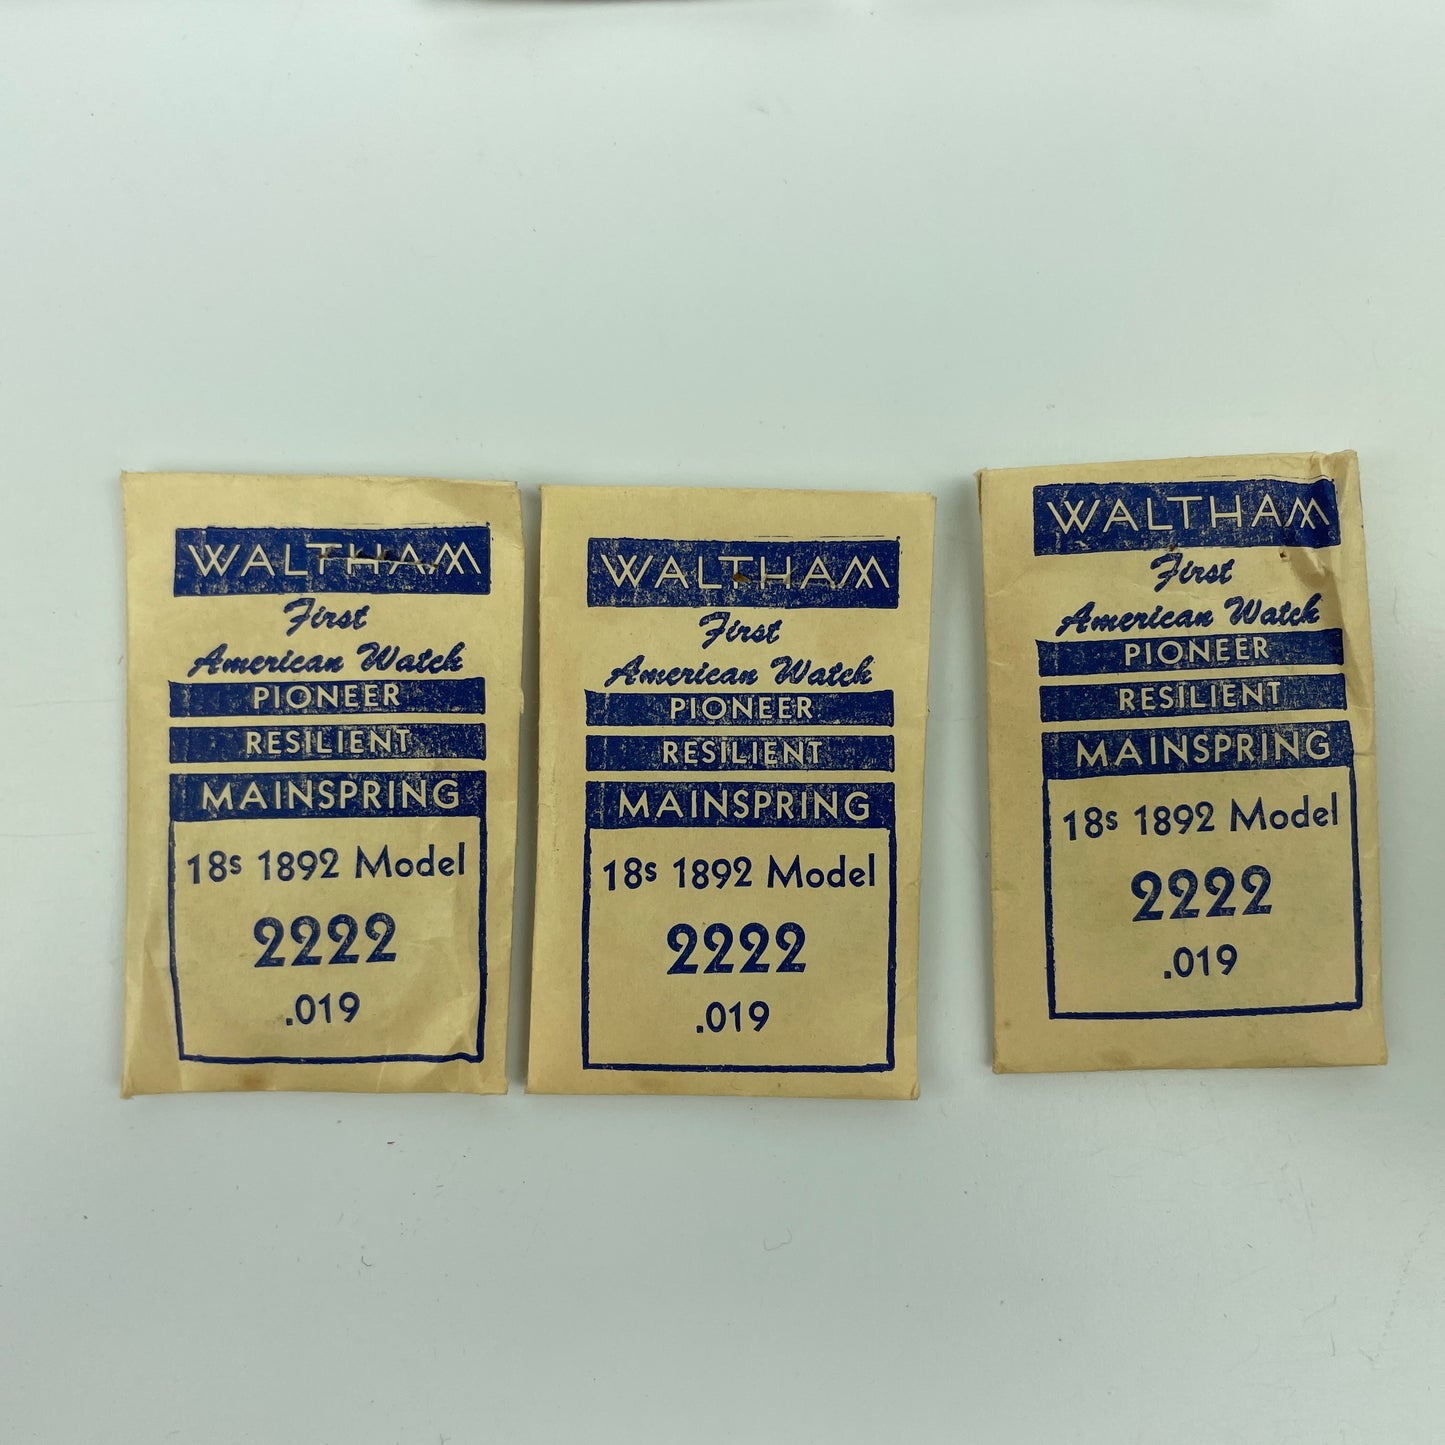 WALTHAM
First
American Watch
PIONEER
RESILIENT
MAINSPRING
18s 1892 Model
2222
.019
WALTHAM
First
American Watch
PIONEER
RESILIENT
MAINSPRING
18s 1892 Model
2222
.019
WALTHAM
First
American Watch
PIONEER
RESILIENT
MAINSPRING
18s 1892 Model
2222
.019